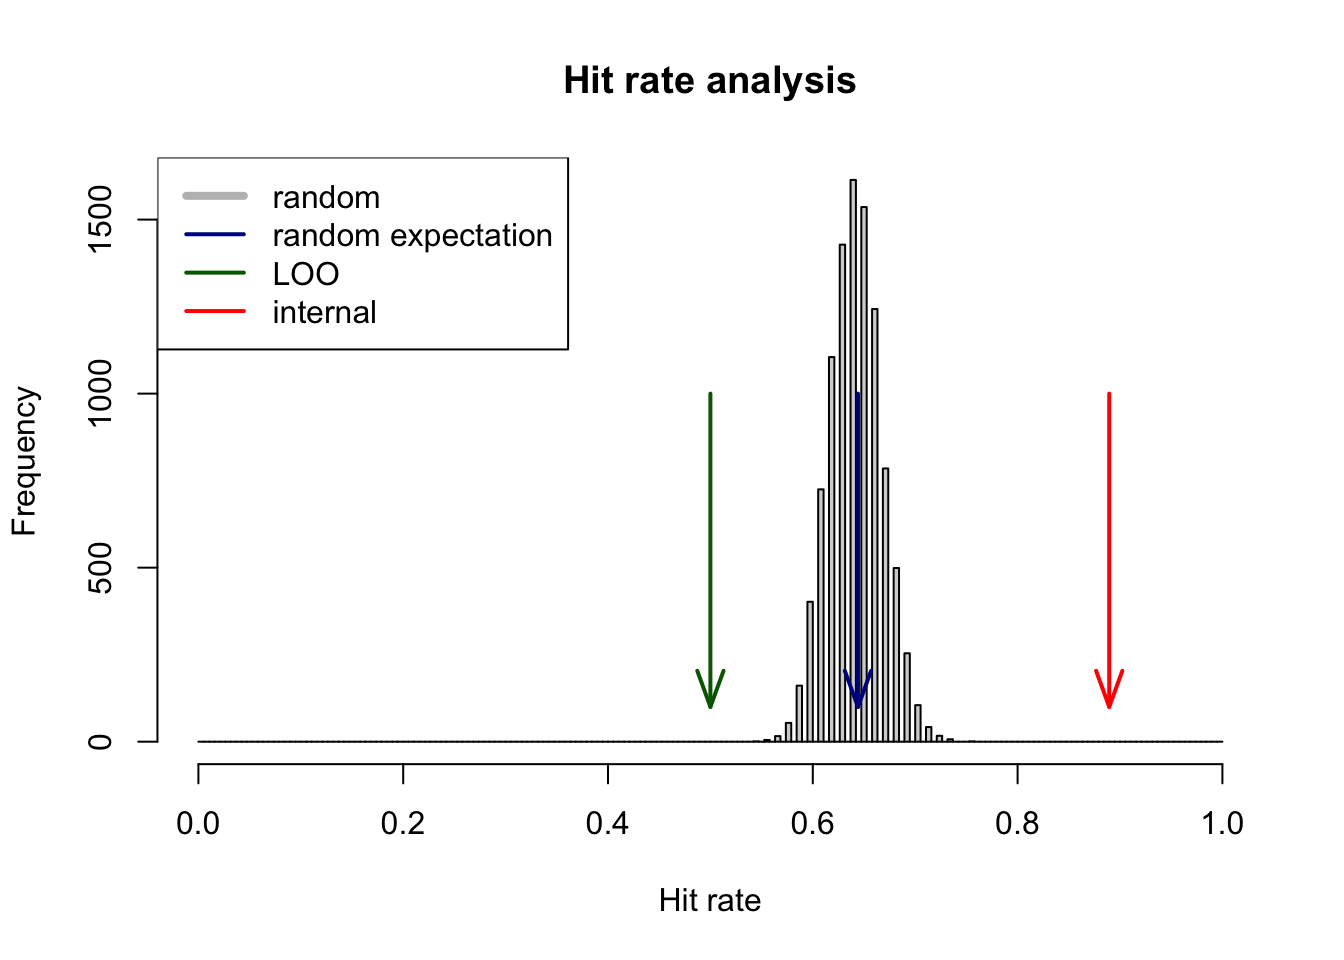 Hit rate analysis
random
random expectation
LOO
internal
Frequency
1500
1000
500
0
0.0 0.2 0.4 0.6 0.8 1.0
Hit rate